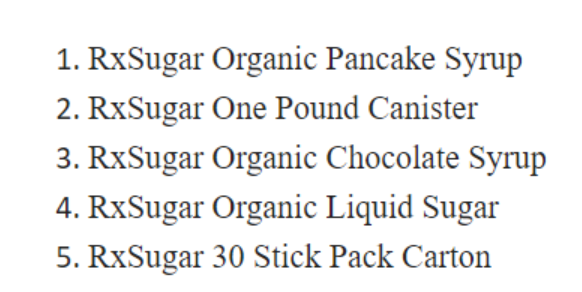 1. RxSugar Organic Pancake Syrup
2. RxSugar One Pound Canister
3. RxSugar Organic Chocolate Syrup
4. RxSugar Organic Liquid Sugar
5. RxSugar 30 Stick Pack Carton